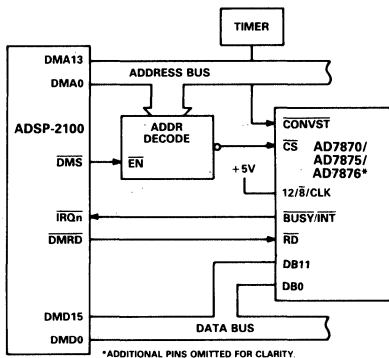 TIMER
DMA13
ADDRESS BUS
DMA0
ADSP-2100
ADDR
DECODE
EN
DMS
CONVST
CS
AD7870/
AD7875/
AD7876*
+5V
12/8/CLK
IRQn
BUSY/INT
DMRD
RD
DB11
DB0
DMD15
DATA BUS
DMD0
*ADDITIONAL PINS OMITTED FOR CLARITY.